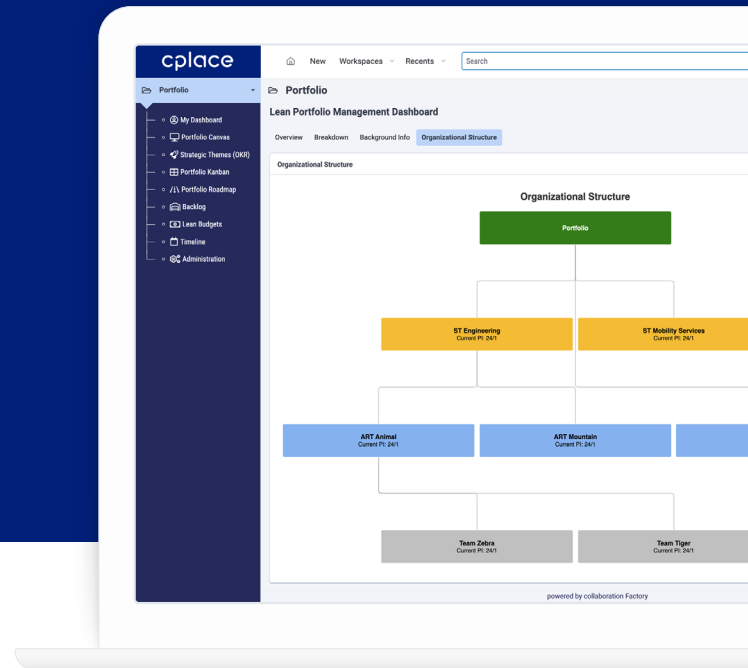 cplace
New Workspaces Recents Search
Portfolio
My Dashboard
Portfolio Canvas
Strategic Themes (OKR)
Portfolio Kanban
Portfolio Roadmap
Backlog
Lean Budgets
Timeline
Administration
Portfolio
Lean Portfolio Management Dashboard
Overview Breakdown Background Info Organizational Structure
Organizational Structure
Organizational Structure
Portfolio
ST Engineering
Current PI: 24/1
ST Mobility Services
Current PI: 24/1
ART Animal
Current PI: 24/1
ART Mountain
Current PI: 24/1
Team Zebra
Current PI: 24/1
Team Tiger
Current PI: 24/1
powered by collaboration Factory